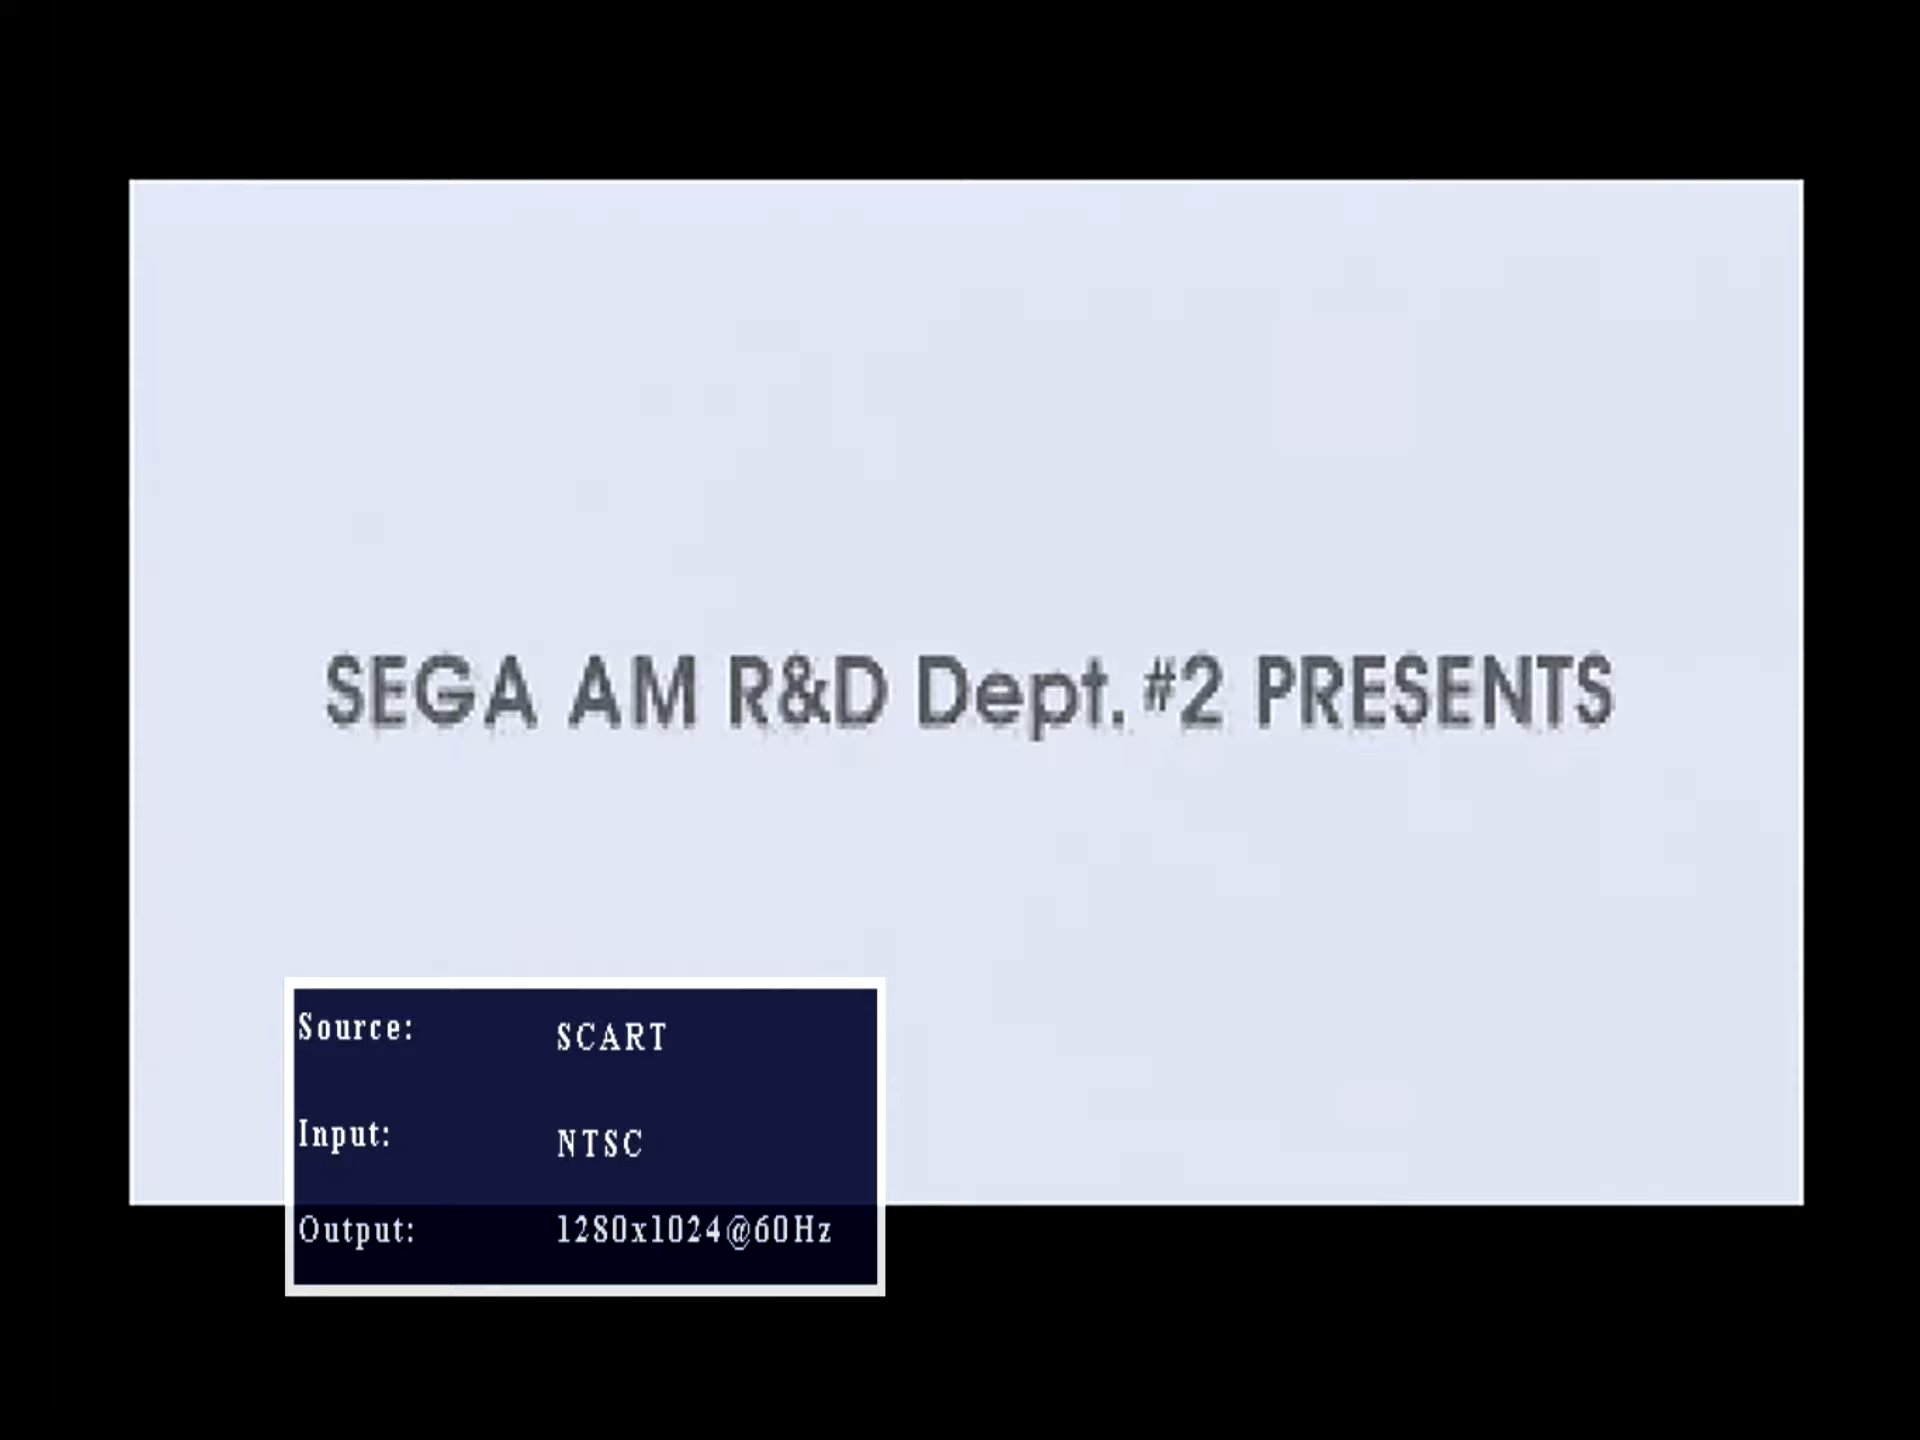 SEGA AM R&D Dept. #2 PRESENTS
Source: SCART
Input: NTSC
Output: 1280x1024@60Hz